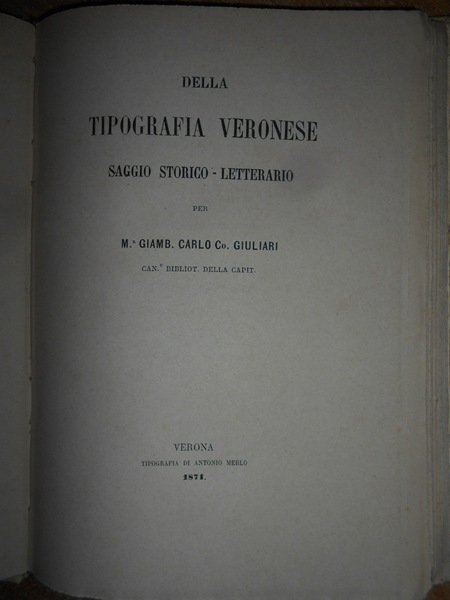 DELLA
TIPOGRAFIA VERONESE
SAGGIO STORICO - LETTERARIO
PER
M.ʳ GIAMB. CARLO Co. GIULIARI
CAN.º BIBLIOT. DELLA CAPIT.
VERONA
TIPOGRAFIA DI ANTONIO MERLO
1871.